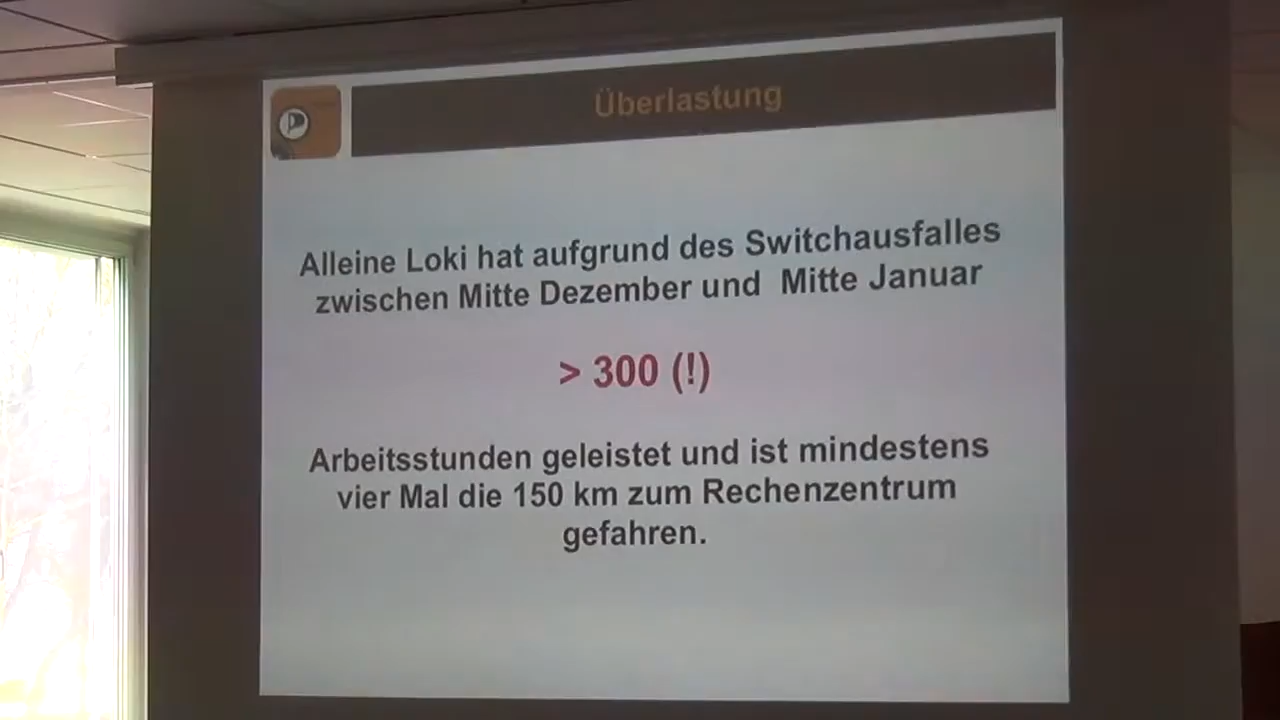 Überlastung
Alleine Loki hat aufgrund des Switchausfalles
zwischen Mitte Dezember und Mitte Januar
> 300 (!)
Arbeitsstunden geleistet und ist mindestens
vier Mal die 150 km zum Rechenzentrum
gefahren.